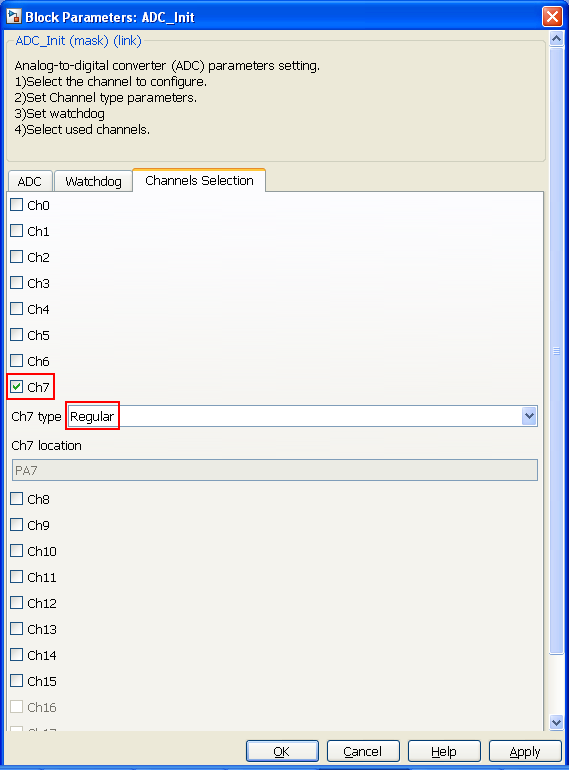 Block Parameters: ADC_Init
ADC_Init (mask) (link)
Analog-to-digital converter (ADC) parameters setting.
1)Select the channel to configure.
2)Set Channel type parameters.
3)Set watchdog
4)Select used channels.
ADC Watchdog Channels Selection
Ch0
Ch1
Ch2
Ch3
Ch4
Ch5
Ch6
Ch7
Ch7 type Regular
Ch7 location
PA7
Ch8
Ch9
Ch10
Ch11
Ch12
Ch13
Ch14
Ch15
Ch16
Ch17
OK Cancel Help Apply